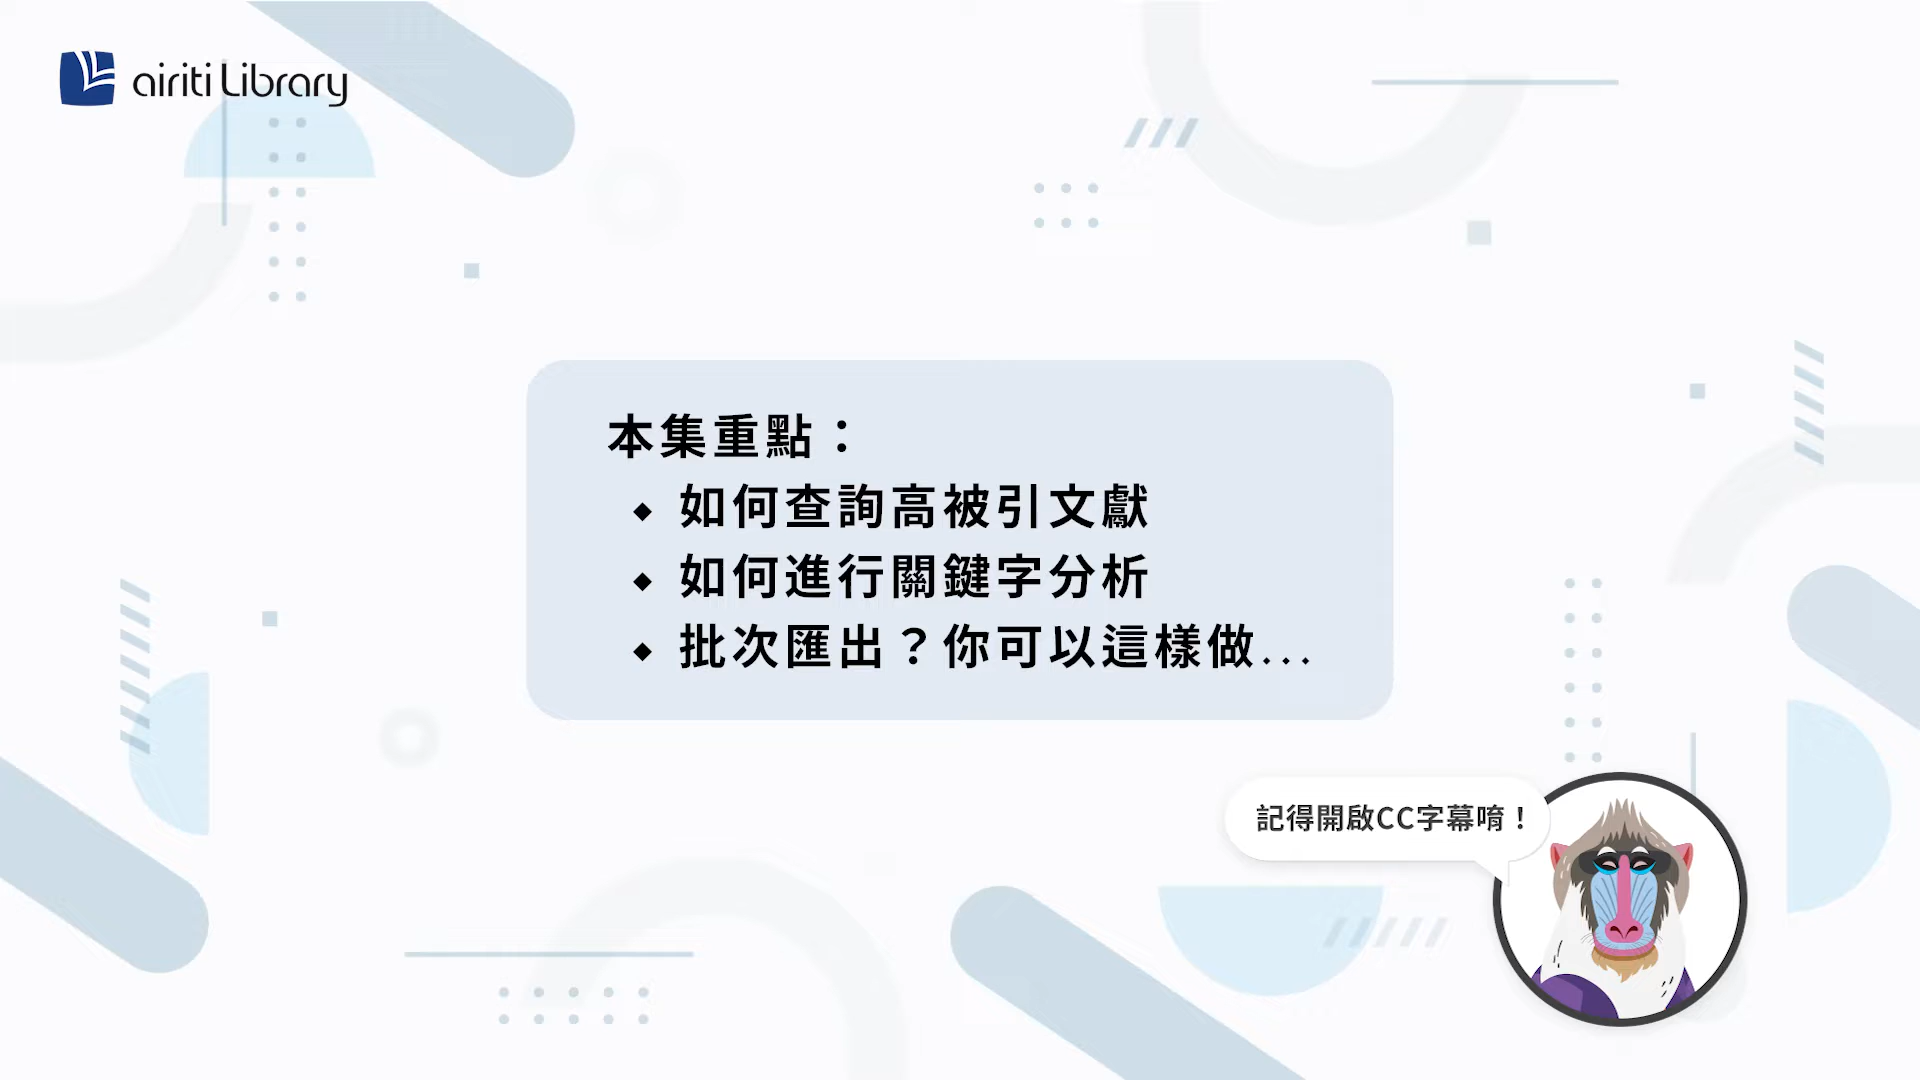 airiti Library
本集重點：
如何查詢高被引文獻
如何進行關鍵字分析
批次匯出？你可以這樣做...
記得開啟CC字幕唷！